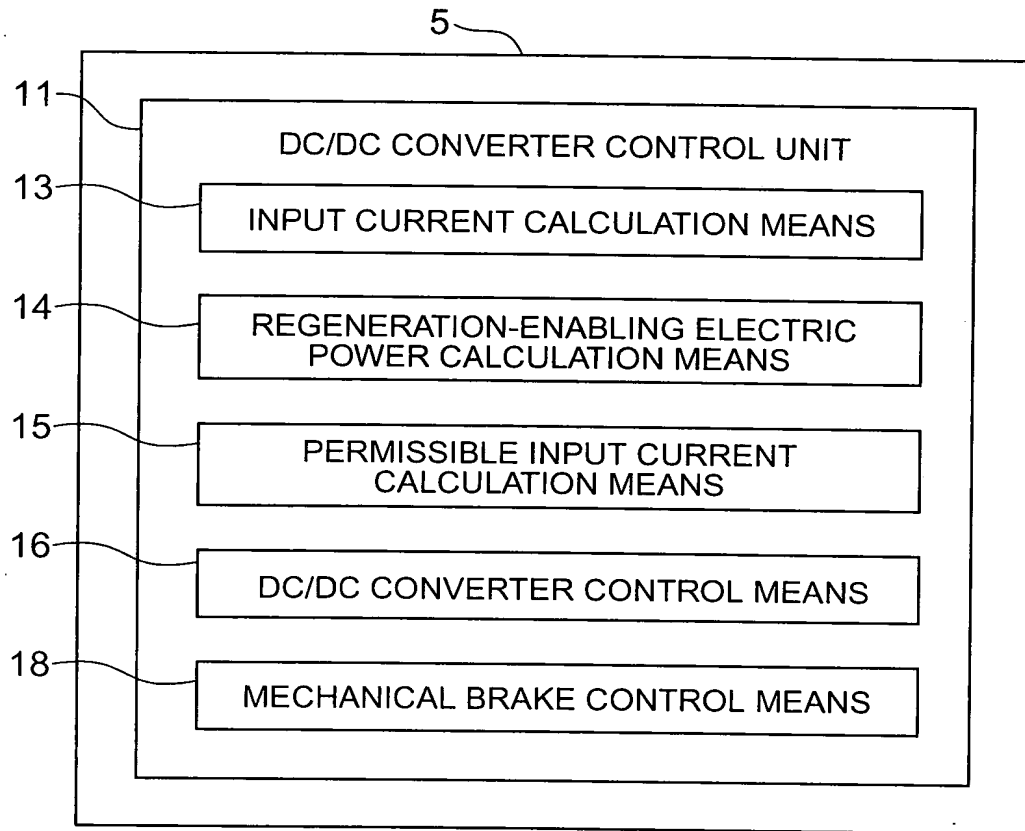 5
11
DC/DC CONVERTER CONTROL UNIT
13
INPUT CURRENT CALCULATION MEANS
14
REGENERATION-ENABLING ELECTRIC
POWER CALCULATION MEANS
15
PERMISSIBLE INPUT CURRENT
CALCULATION MEANS
16
DC/DC CONVERTER CONTROL MEANS
18
MECHANICAL BRAKE CONTROL MEANS